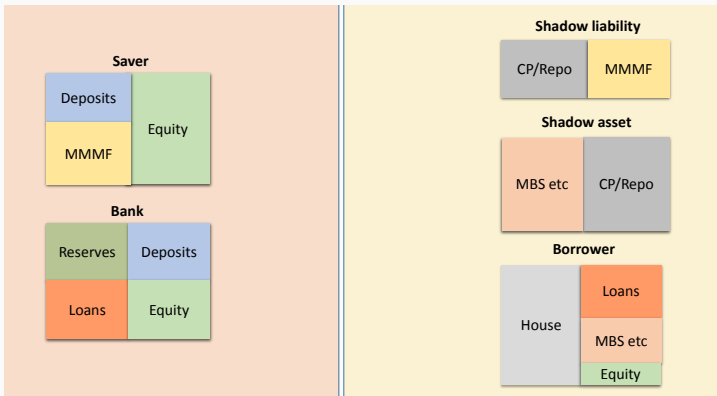 Saver
Deposits
Equity
MMMF
Bank
Reserves
Deposits
Loans
Equity
Shadow liability
CP/Repo
MMMF
Shadow asset
MBS etc
CP/Repo
Borrower
House
Loans
MBS etc
Equity